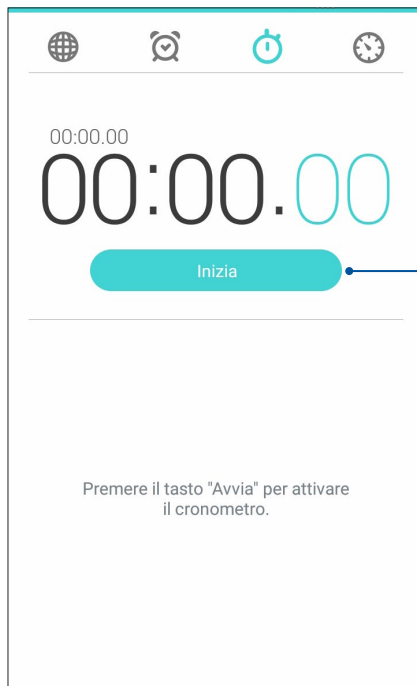 00:00.00
00:00.00
Inizia
Premere il tasto "Avvia" per attivare
il cronometro.